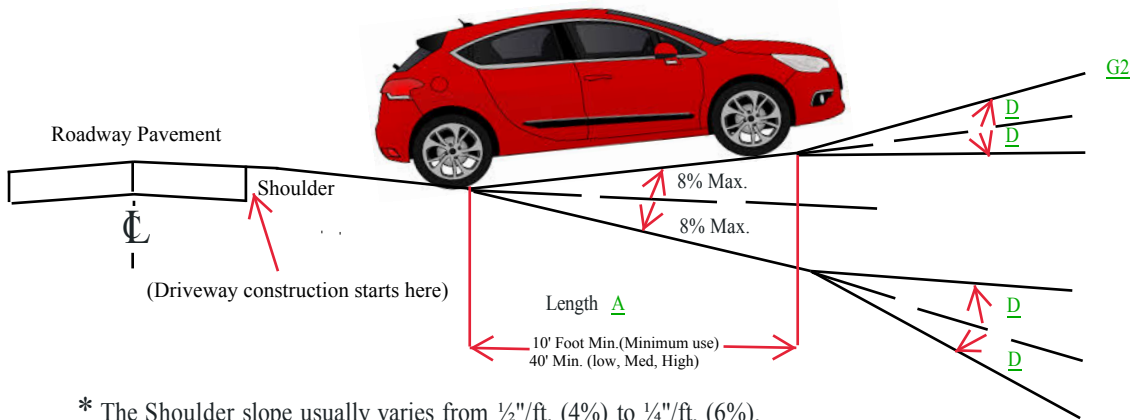 G2
D
D
Roadway Pavement
Shoulder
8% Max.
8% Max.
℄
(Driveway construction starts here)
Length A
D
D
10' Foot Min.(Minimum use)
40' Min. (low, Med, High)
* The Shoulder slope usually varies from ½"/ft. (4%) to ¼"/ft. (6%).